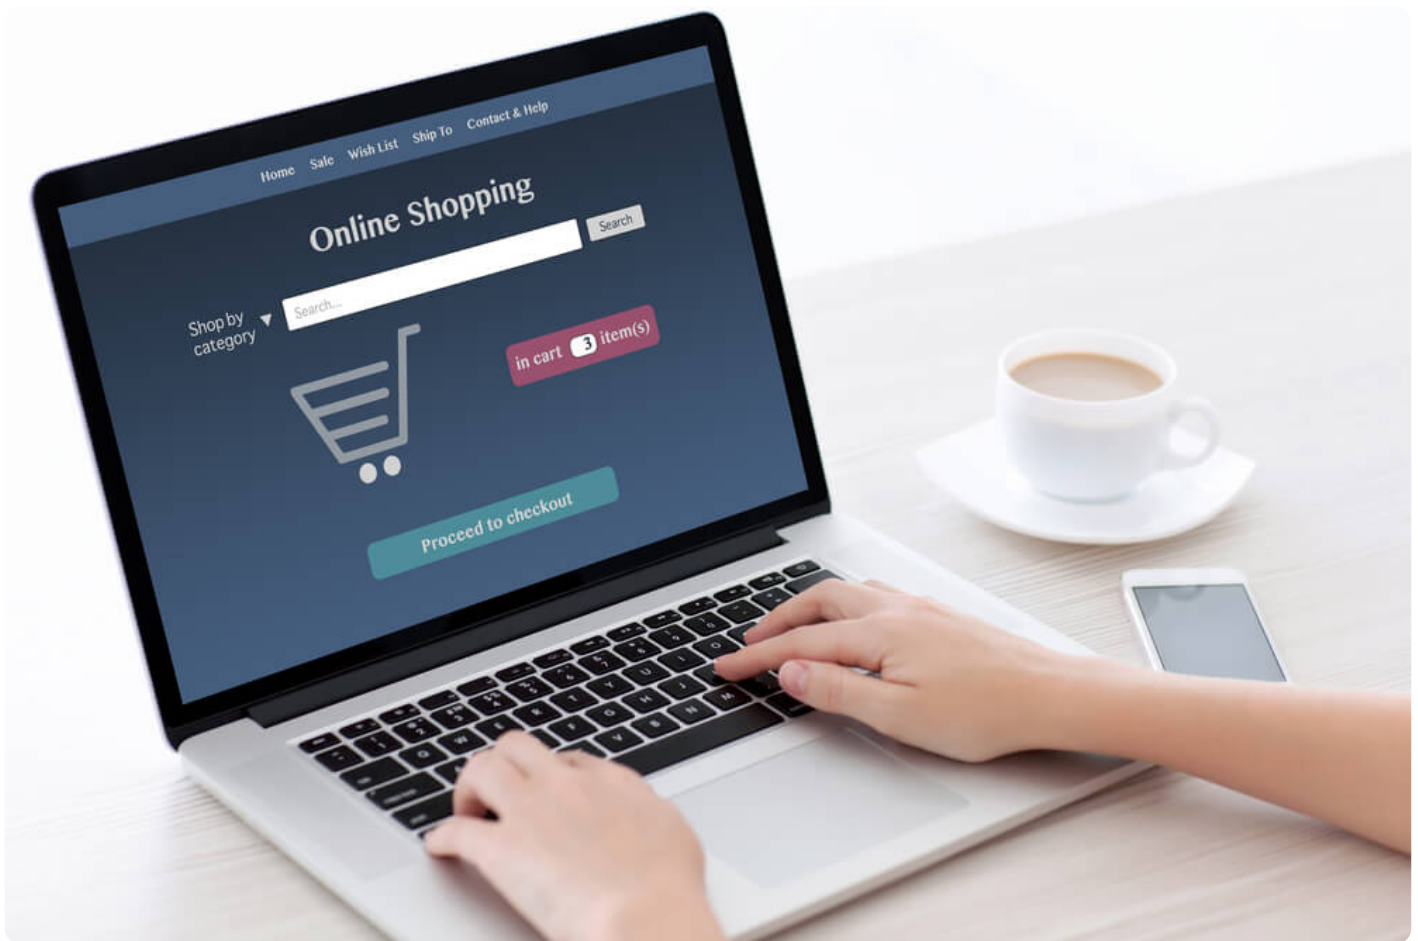 Home Sale Wish List Ship To Contact & Help
Online Shopping
Shop by
category ▼ Search... Search
in cart 3 item(s)
Proceed to checkout